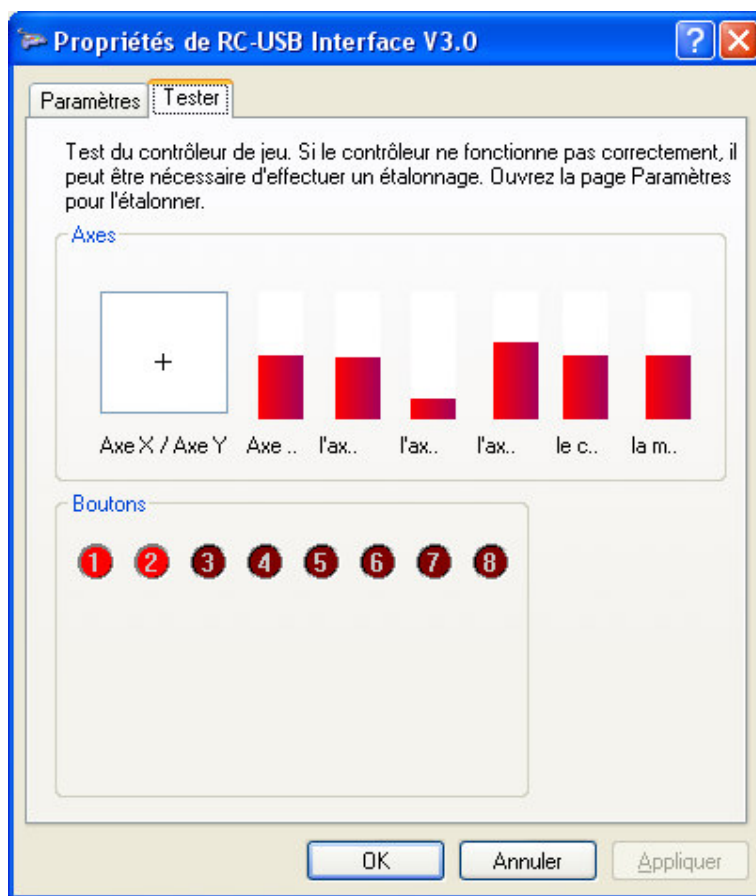 Propriétés de RC-USB Interface V3.0
?
Paramètres Tester
Test du contrôleur de jeu. Si le contrôleur ne fonctionne pas correctement, il
peut être nécessaire d'effectuer un étalonnage. Ouvrez la page Paramètres
pour l'étalonner.
Axes
Axe X / Axe Y Axe .. l'ax.. l'ax.. l'ax.. le c.. la m..
Boutons
1 2 3 4 5 6 7 8
OK Annuler Appliquer